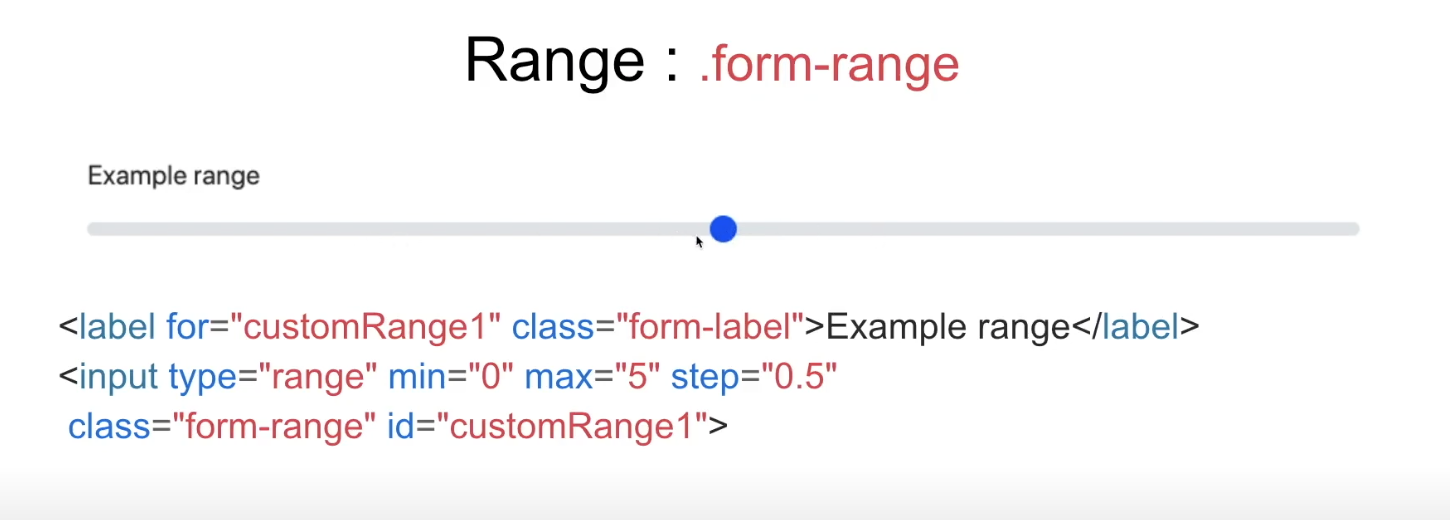 Range : .form-range
Example range
<label for="customRange1" class="form-label">Example range</label>
<input type="range" min="0" max="5" step="0.5"
class="form-range" id="customRange1">